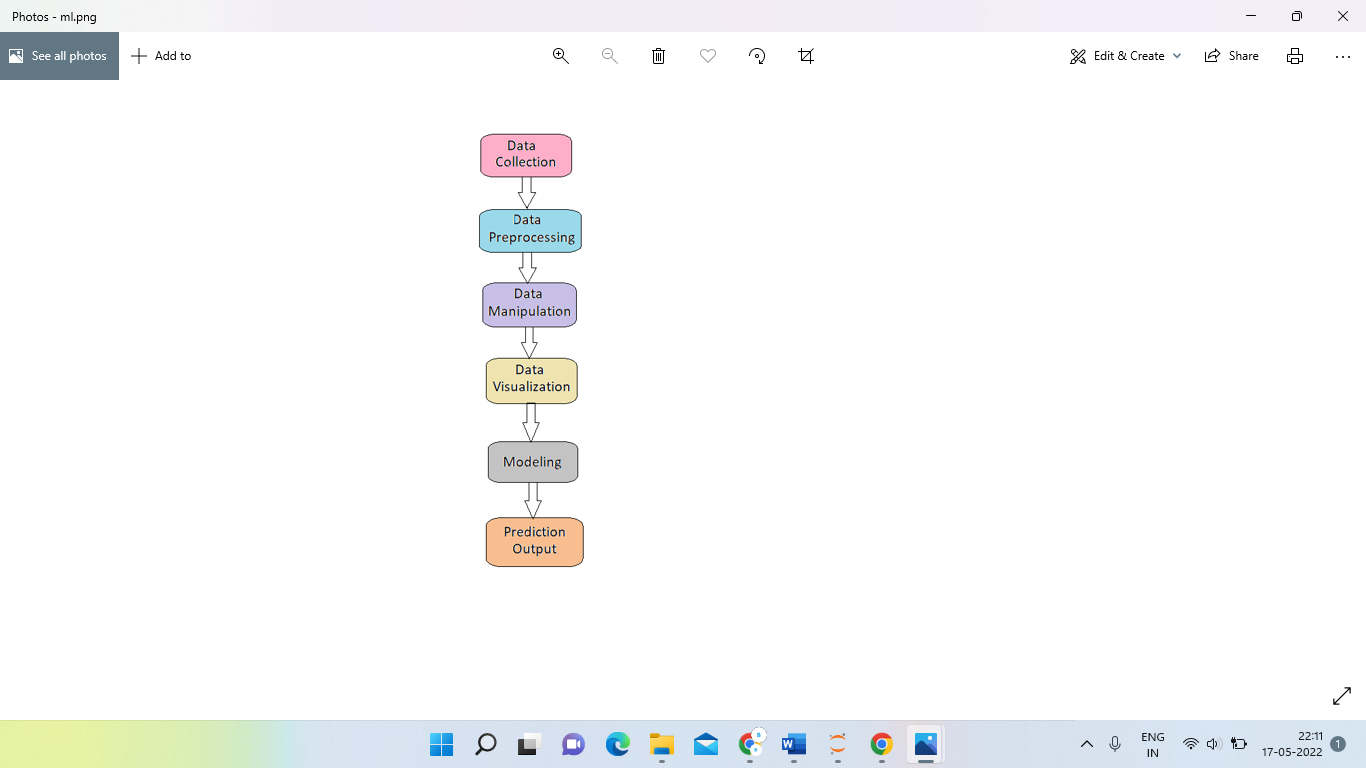 Photos - ml.png
See all photos
Add to
Edit & Create
Share
Data
Collection
Data
Preprocessing
Data
Manipulation
Data
Visualization
Modeling
Prediction
Output
ENG
IN
22:11
17-05-2022
1